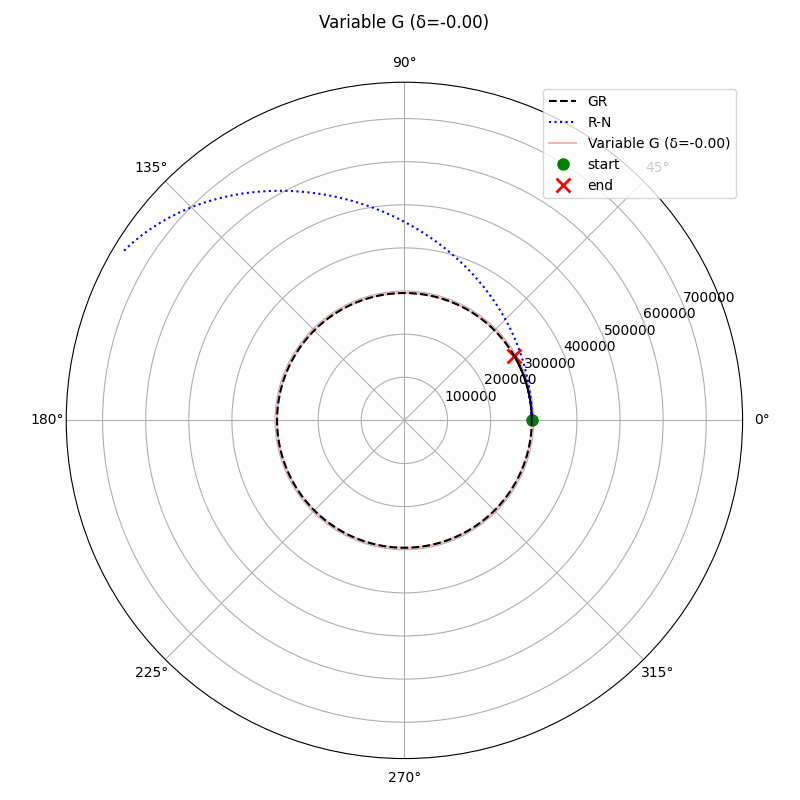 Variable G (δ=-0.00)
90°
GR
R-N
Variable G (δ=-0.00)
start
end
135°
45°
700000
600000
500000
400000
300000
200000
100000
180°
0°
225°
315°
270°